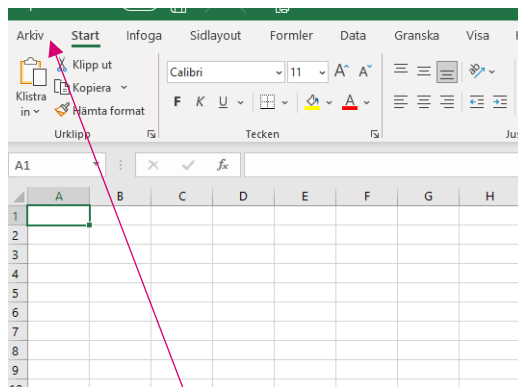 Arkiv Start Infoga Sidlayout Formler Data Granska Visa
Klipp ut
Kopiera
Klistra in
Hämta format
Urklipp
Calibri 11 A A
F K U A
Tecken
A1 fx
A B C D E F G H
1
2
3
4
5
6
7
8
9